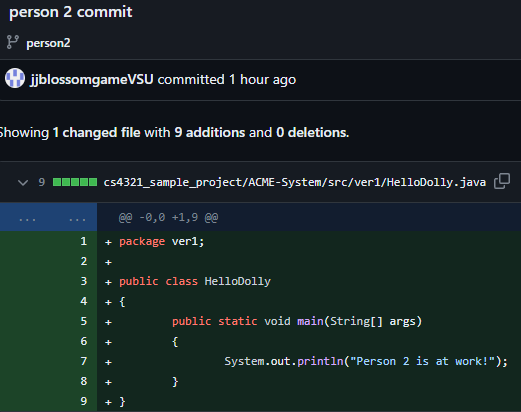 person 2 commit
person2
jjblossomgameVSU committed 1 hour ago
Showing 1 changed file with 9 additions and 0 deletions.
9 cs4321_sample_project/ACME-System/src/ver1/HelloDolly.java
... ... @@ -0,0 +1,9 @@
1 + package ver1;
2 +
3 + public class HelloDolly
4 + {
5 + public static void main(String[] args)
6 + {
7 + System.out.println("Person 2 is at work!");
8 + }
9 + }